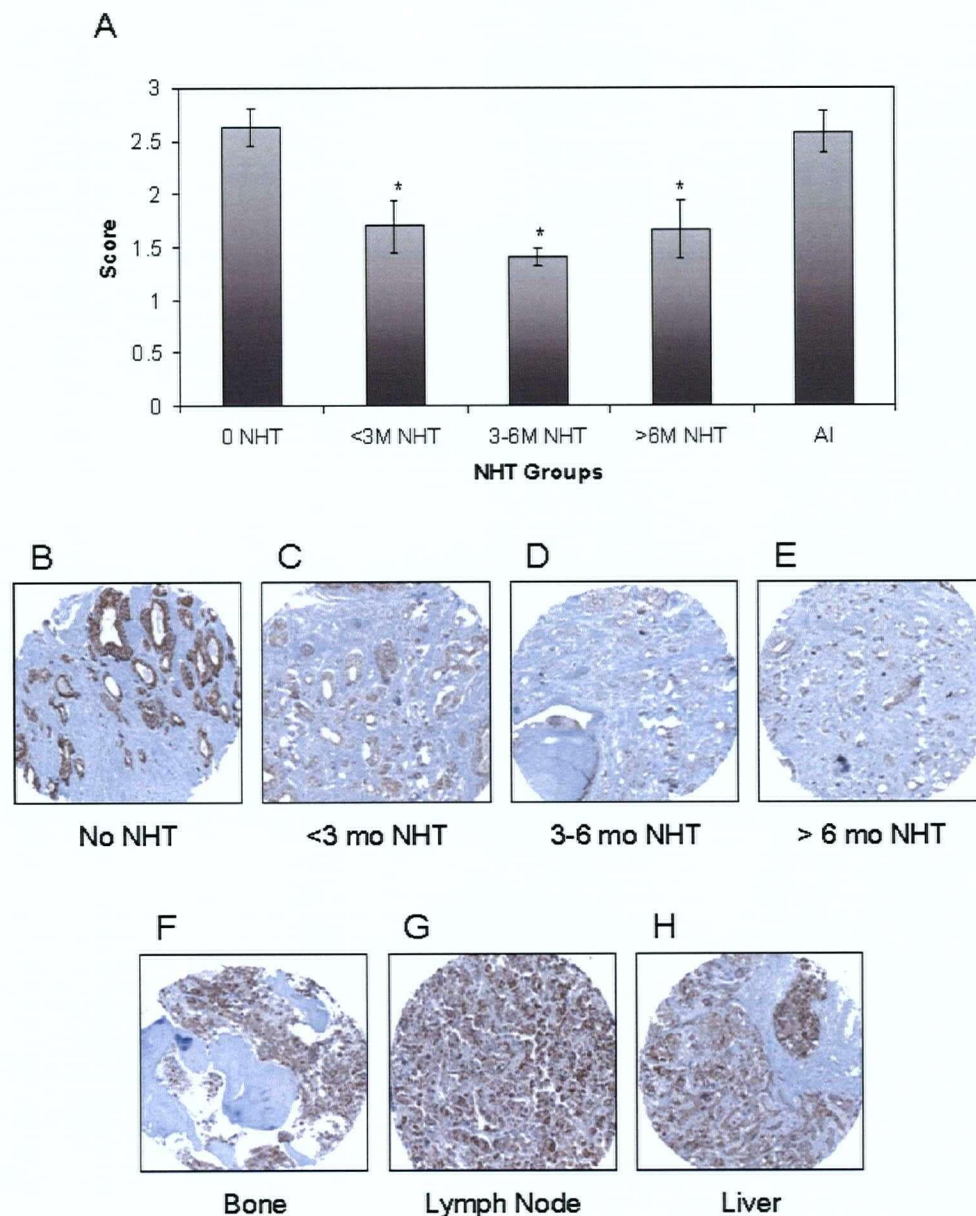 A
3
2.5
2
1.5
1
0.5
0
Score
*
*
*
0 NHT <3M NHT 3-6M NHT >6M NHT AI
NHT Groups
B C D E
No NHT <3 mo NHT 3-6 mo NHT > 6 mo NHT
F G H
Bone Lymph Node Liver